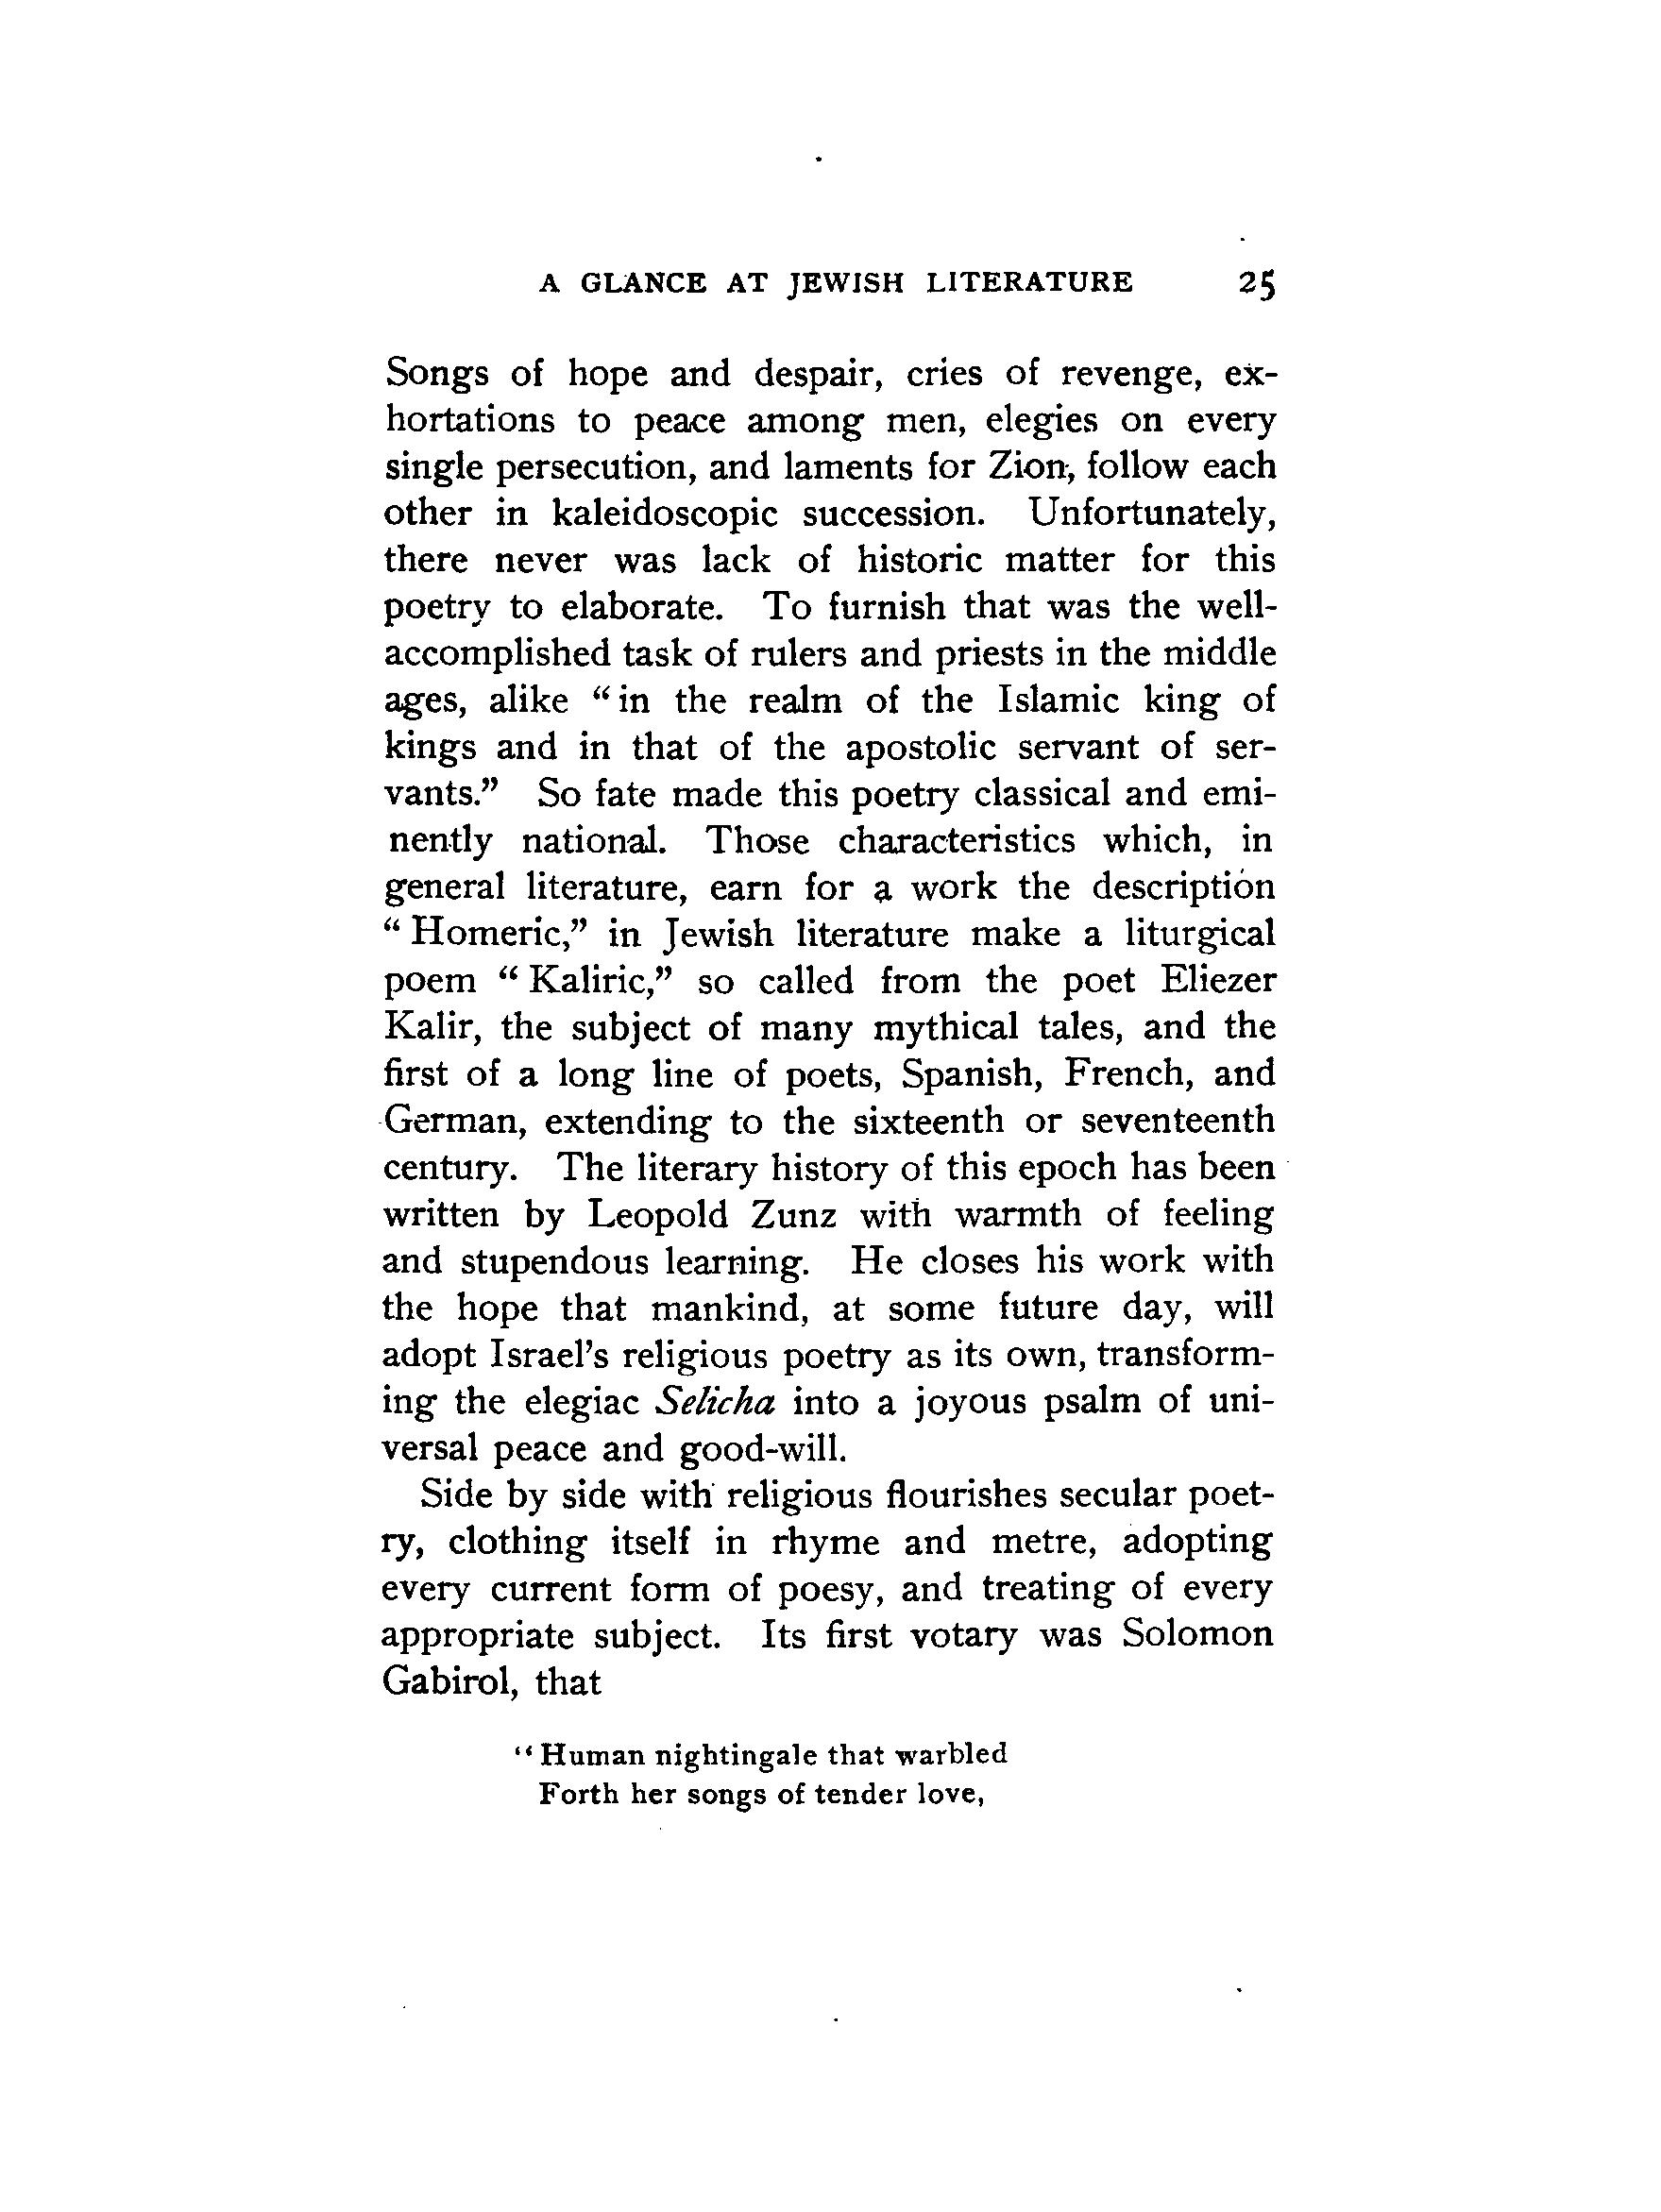 A GLANCE AT JEWISH LITERATURE 25
Songs of hope and despair, cries of revenge, ex-
hortations to peace among men, elegies on every
single persecution, and laments for Zion, follow each
other in kaleidoscopic succession. Unfortunately,
there never was lack of historic matter for this
poetry to elaborate. To furnish that was the well-
accomplished task of rulers and priests in the middle
ages, alike “in the realm of the Islamic king of
kings and in that of the apostolic servant of ser-
vants.” So fate made this poetry classical and emi-
nently national. Those characteristics which, in
general literature, earn for a work the description
“Homeric,” in Jewish literature make a liturgical
poem “Kaliric,” so called from the poet Eliezer
Kalir, the subject of many mythical tales, and the
first of a long line of poets, Spanish, French, and
German, extending to the sixteenth or seventeenth
century. The literary history of this epoch has been
written by Leopold Zunz with warmth of feeling
and stupendous learning. He closes his work with
the hope that mankind, at some future day, will
adopt Israel’s religious poetry as its own, transform-
ing the elegiac Selicha into a joyous psalm of uni-
versal peace and good-will.
Side by side with religious flourishes secular poet-
ry, clothing itself in rhyme and metre, adopting
every current form of poesy, and treating of every
appropriate subject. Its first votary was Solomon
Gabirol, that
“Human nightingale that warbled
Forth her songs of tender love,